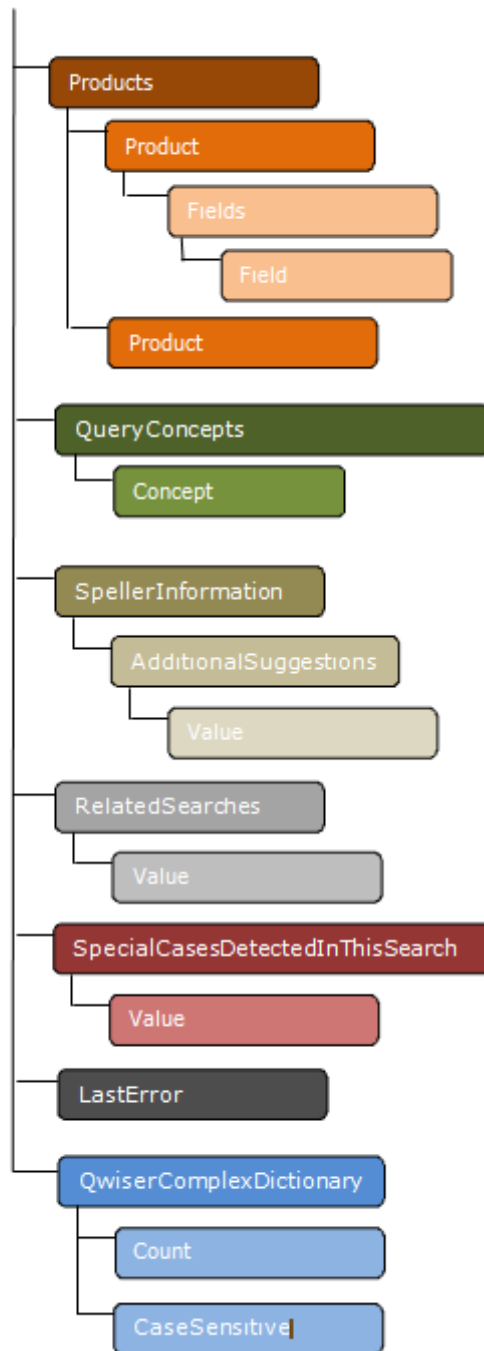 Products
Product
Fields
Field
Product
QueryConcepts
Concept
SpellerInformation
AdditionalSuggestions
Value
RelatedSearches
Value
SpecialCasesDetectedInThisSearch
Value
LastError
QwiserComplexDictionary
Count
CaseSensitive